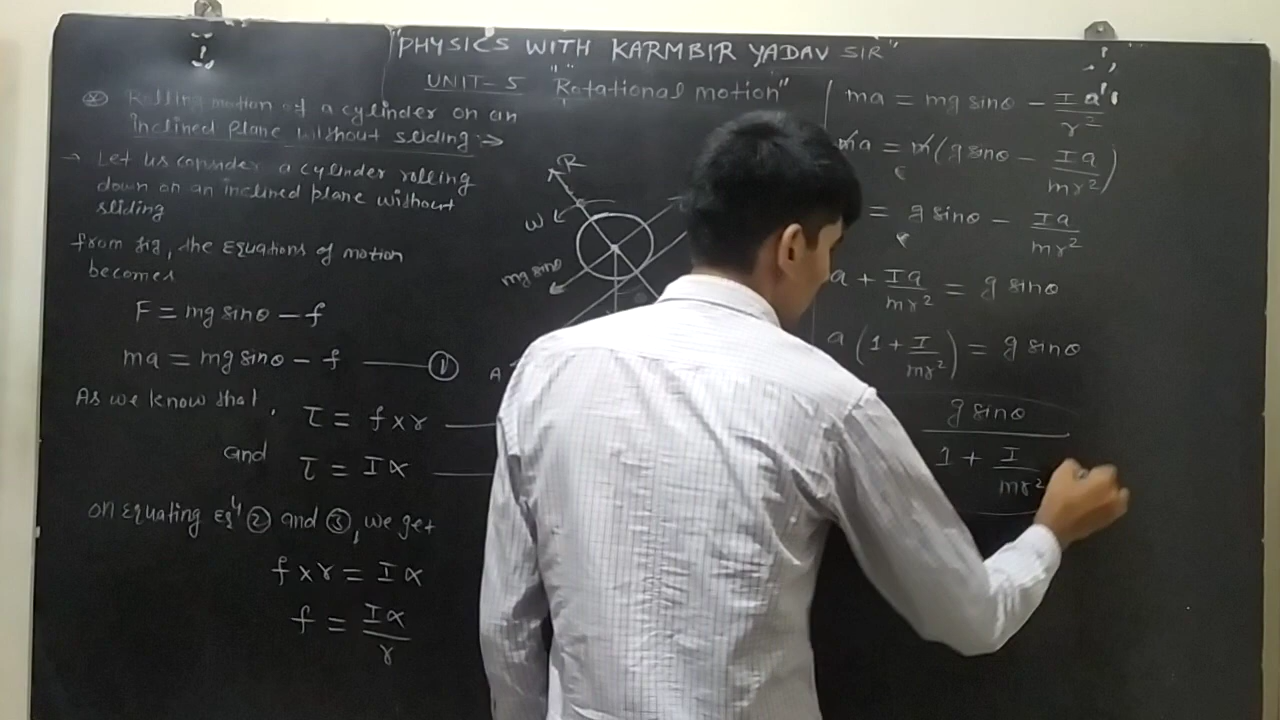 "PHYSICS WITH KARMBIR YADAV SIR"
UNIT-5 "Rotational motion"
Rolling motion of a cylinder on an
inclined plane without sliding :→
→ Let us consider a cylinder rolling
down on an inclined plane without
sliding
from fig, the Equations of motion
becomes
F = mg sinθ - f
ma = mg sinθ - f —— ①
As we know that,
τ = f x r ——
and τ = Iα ——
on Equating Eqⁿ ② and ③, we get
f x r = Iα
f = Iα / r
R
ω
mg sinθ
A
ma = mg sinθ - I a / r²
ma = m(g sinθ - Ia / mr²)
= g sinθ - Ia / mr²
a + Ia / mr² = g sinθ
a (1 + I / mr²) = g sinθ
g sinθ / 1 + I / mr²